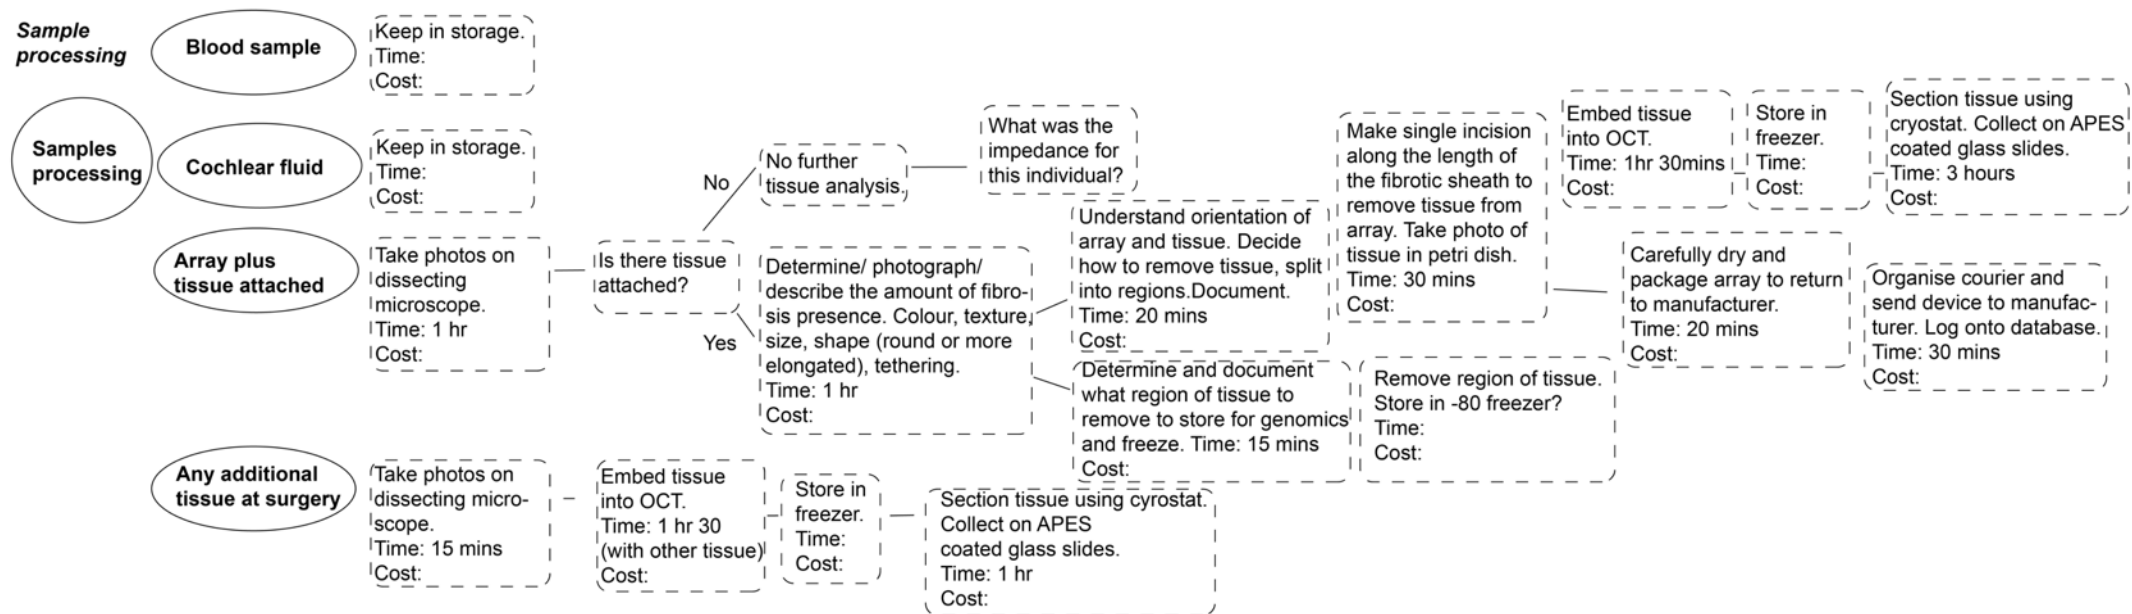 Sample
processing
Blood sample
Keep in storage.
Time:
Cost:
Samples
processing
Cochlear fluid
Keep in storage.
Time:
Cost:
Array plus
tissue attached
Take photos on
dissecting
microscope.
Time: 1 hr
Cost:
Is there tissue
attached?
No
No further
tissue analysis.
What was the
impedance for
this individual?
Yes
Determine/ photograph/
describe the amount of fibro-
sis presence. Colour, texture,
size, shape (round or more
elongated), tethering.
Time: 1 hr
Cost:
Understand orientation of
array and tissue. Decide
how to remove tissue, split
into regions.Document.
Time: 20 mins
Cost:
Make single incision
along the length of
the fibrotic sheath to
remove tissue from
array. Take photo of
tissue in petri dish.
Time: 30 mins
Cost:
Embed tissue
into OCT.
Time: 1hr 30mins
Cost:
Store in
freezer.
Time:
Cost:
Section tissue using
cryostat. Collect on APES
coated glass slides.
Time: 3 hours
Cost:
Carefully dry and
package array to return
to manufacturer.
Time: 20 mins
Cost:
Organise courier and
send device to manufac-
turer. Log onto database.
Time: 30 mins
Cost:
Determine and document
what region of tissue to
remove to store for genomics
and freeze. Time: 15 mins
Cost:
Remove region of tissue.
Store in -80 freezer?
Time:
Cost:
Any additional
tissue at surgery
Take photos on
dissecting micro-
scope.
Time: 15 mins
Cost:
Embed tissue
into OCT.
Time: 1 hr 30
(with other tissue)
Cost:
Store in
freezer.
Time:
Cost:
Section tissue using cyrostat.
Collect on APES
coated glass slides.
Time: 1 hr
Cost: